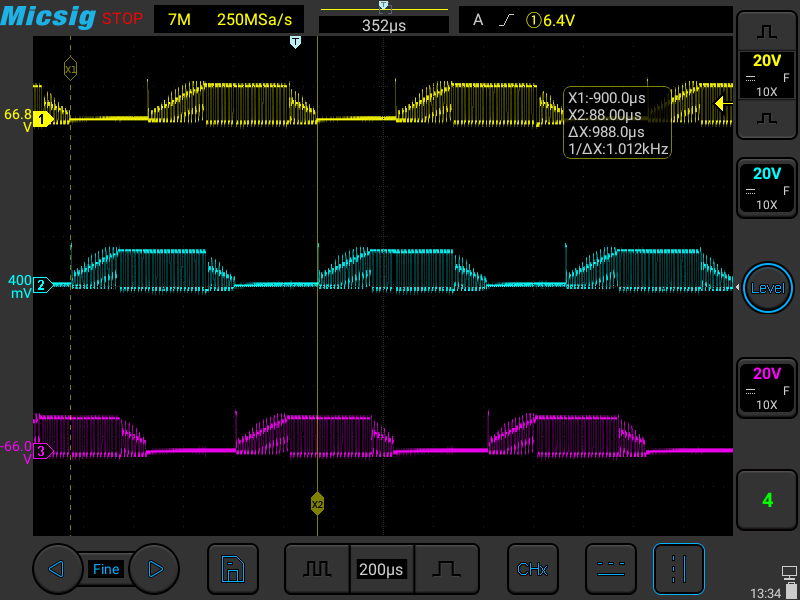 Micsig STOP 7M 250MSa/s 352µs A ①6.4V
T
X1
20V
F
10X
66.8 1
V
X1:-900.0µs
X2:88.00µs
ΔX:988.0µs
1/ΔX:1.012kHz
20V
F
10X
400 2
mV
Level
20V
F
10X
-66.0 3
V
X2
4
Fine 200µs CHx
13:34